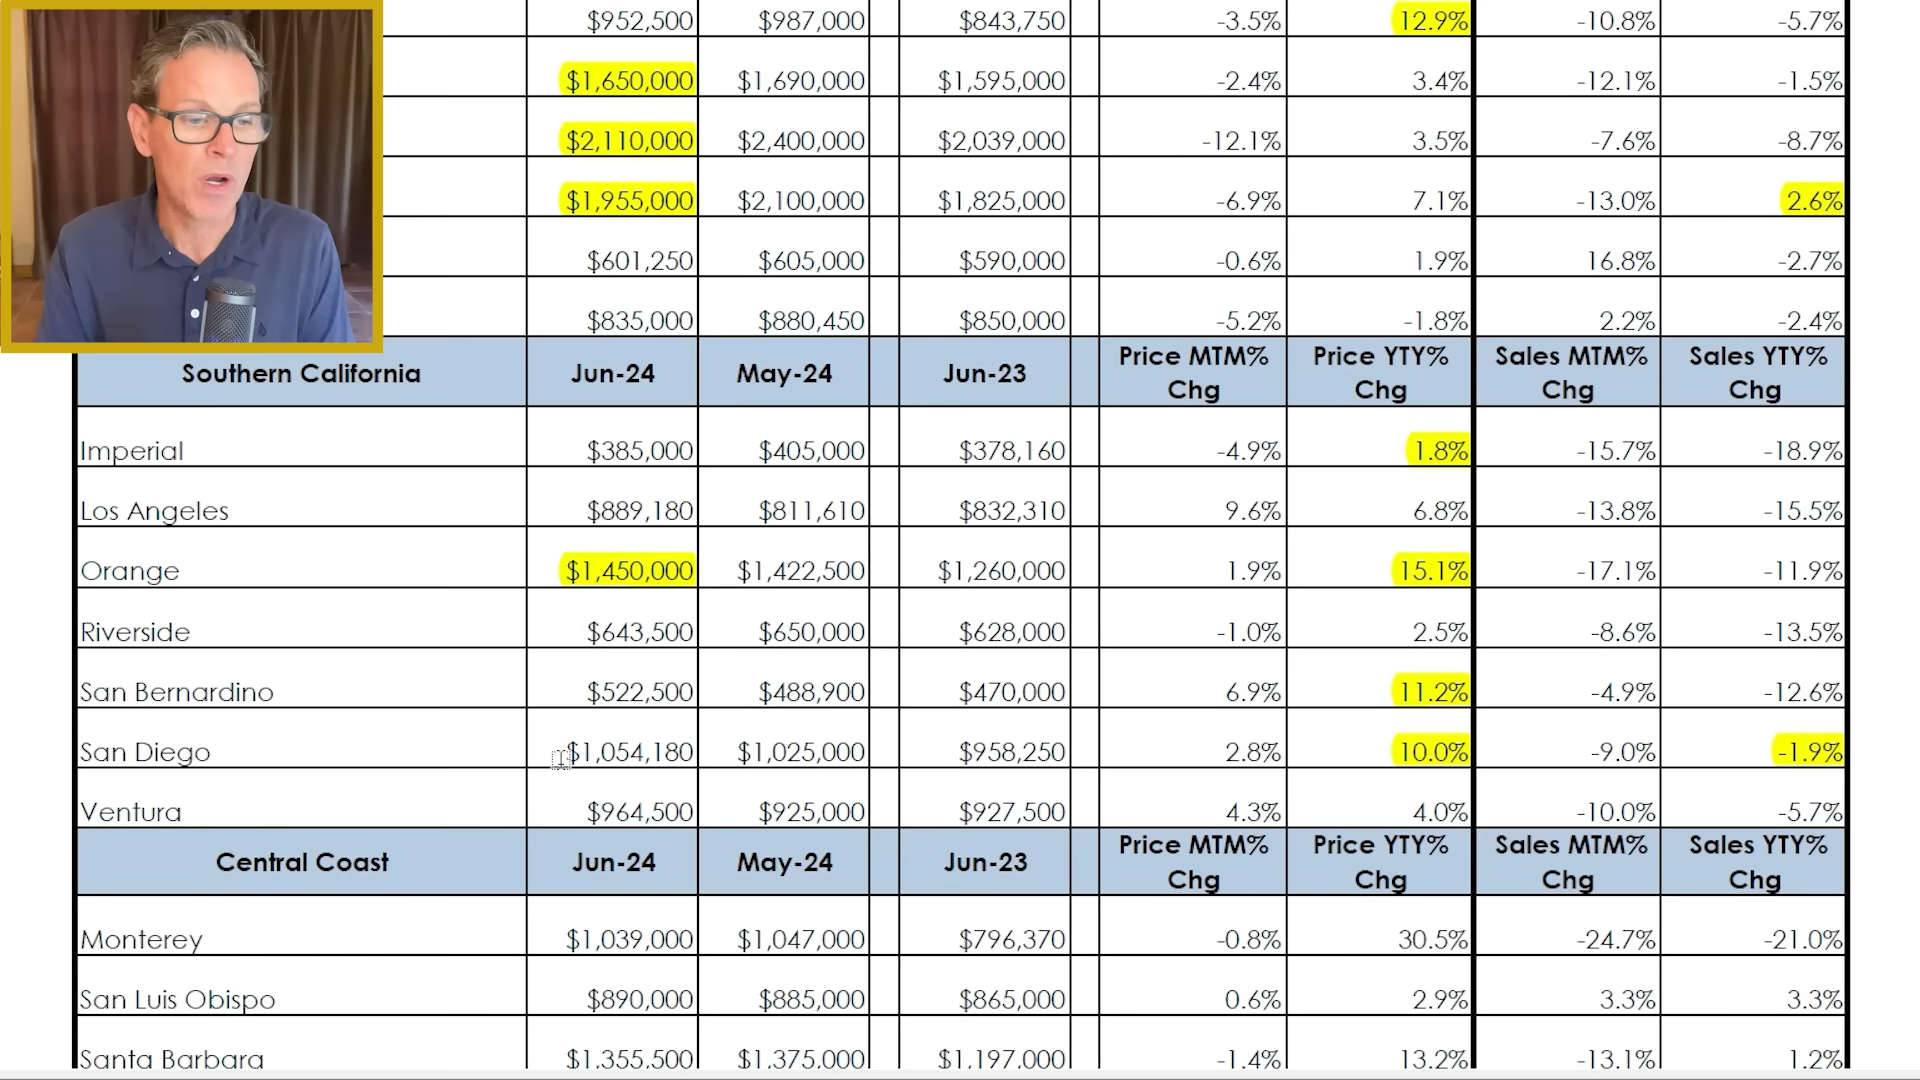 $952,500 $987,000 $843,750 -3.5% 12.9% -10.8% -5.7%
$1,650,000 $1,690,000 $1,595,000 -2.4% 3.4% -12.1% -1.5%
$2,110,000 $2,400,000 $2,039,000 -12.1% 3.5% -7.6% -8.7%
$1,955,000 $2,100,000 $1,825,000 -6.9% 7.1% -13.0% 2.6%
$601,250 $605,000 $590,000 -0.6% 1.9% 16.8% -2.7%
$835,000 $880,450 $850,000 -5.2% -1.8% 2.2% -2.4%
Southern California Jun-24 May-24 Jun-23 Price MTM% Chg Price YTY% Chg Sales MTM% Chg Sales YTY% Chg
Imperial $385,000 $405,000 $378,160 -4.9% 1.8% -15.7% -18.9%
Los Angeles $889,180 $811,610 $832,310 9.6% 6.8% -13.8% -15.5%
Orange $1,450,000 $1,422,500 $1,260,000 1.9% 15.1% -17.1% -11.9%
Riverside $643,500 $650,000 $628,000 -1.0% 2.5% -8.6% -13.5%
San Bernardino $522,500 $488,900 $470,000 6.9% 11.2% -4.9% -12.6%
San Diego $1,054,180 $1,025,000 $958,250 2.8% 10.0% -9.0% -1.9%
Ventura $964,500 $925,000 $927,500 4.3% 4.0% -10.0% -5.7%
Central Coast Jun-24 May-24 Jun-23 Price MTM% Chg Price YTY% Chg Sales MTM% Chg Sales YTY% Chg
Monterey $1,039,000 $1,047,000 $796,370 -0.8% 30.5% -24.7% -21.0%
San Luis Obispo $890,000 $885,000 $865,000 0.6% 2.9% 3.3% 3.3%
Santa Barbara $1,355,500 $1,375,000 $1,197,000 -1.4% 13.2% -13.1% 1.2%